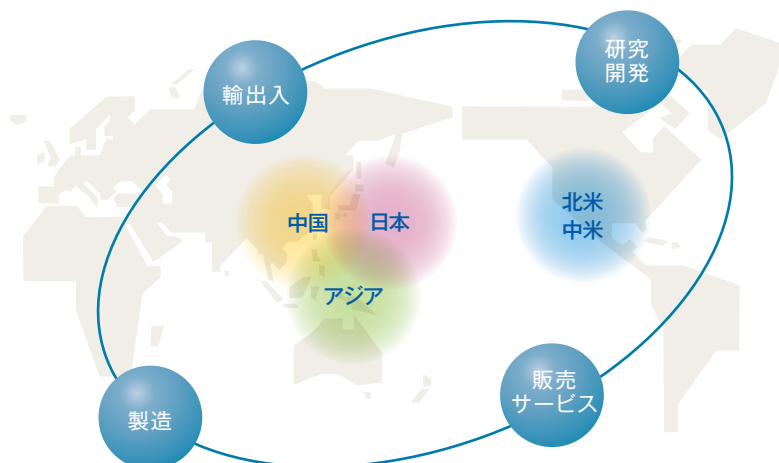 研究
開発
輸出入
北米
中米
中国
日本
アジア
販売
サービス
製造